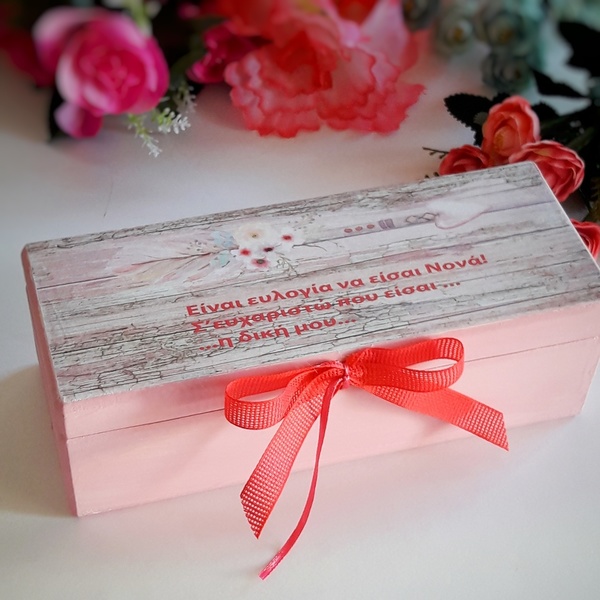 Είναι ευλογία να είσαι Νονά!
Σ'ευχαριστώ που είσαι ...
...η δική μου...